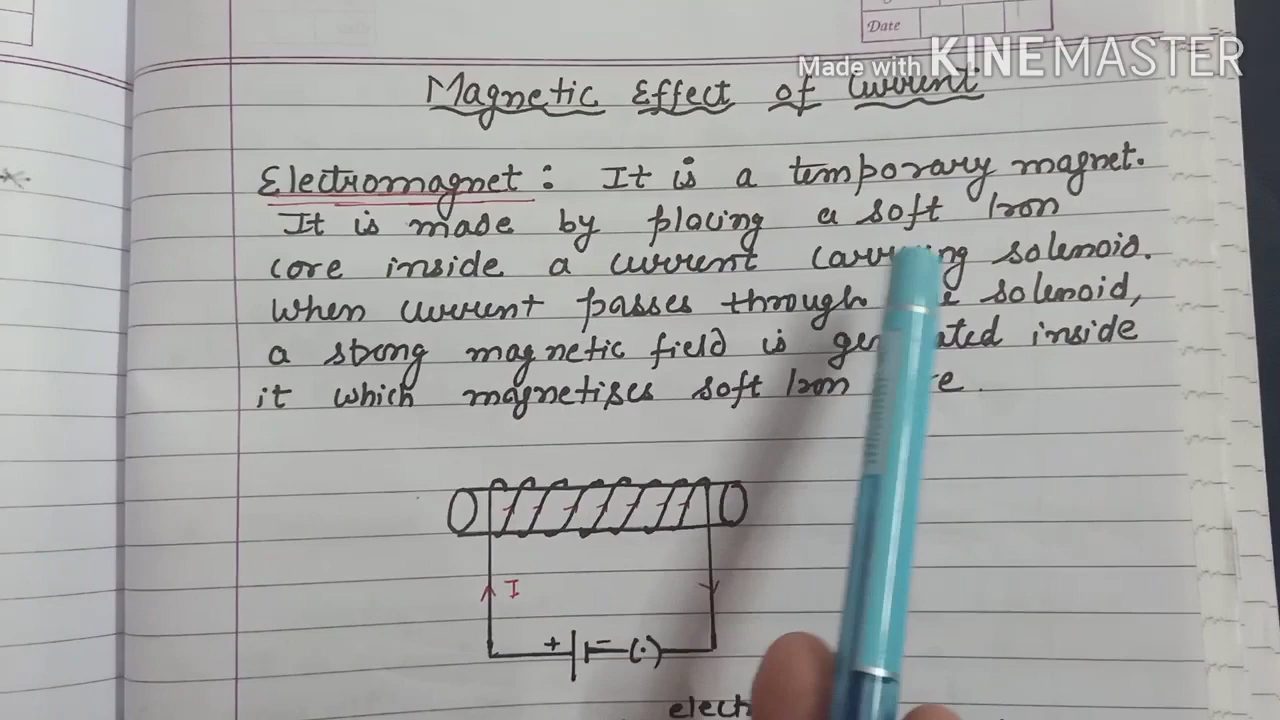 Date
Made with KINEMASTER
Magnetic Effect of Current
Electromagnet : It is a temporary magnet.
It is made by placing a soft Iron
core inside a current carrying solenoid.
When current passes through solenoid,
a strong magnetic field is generated inside
it which magnetises soft Iron
I
+ -
(·)